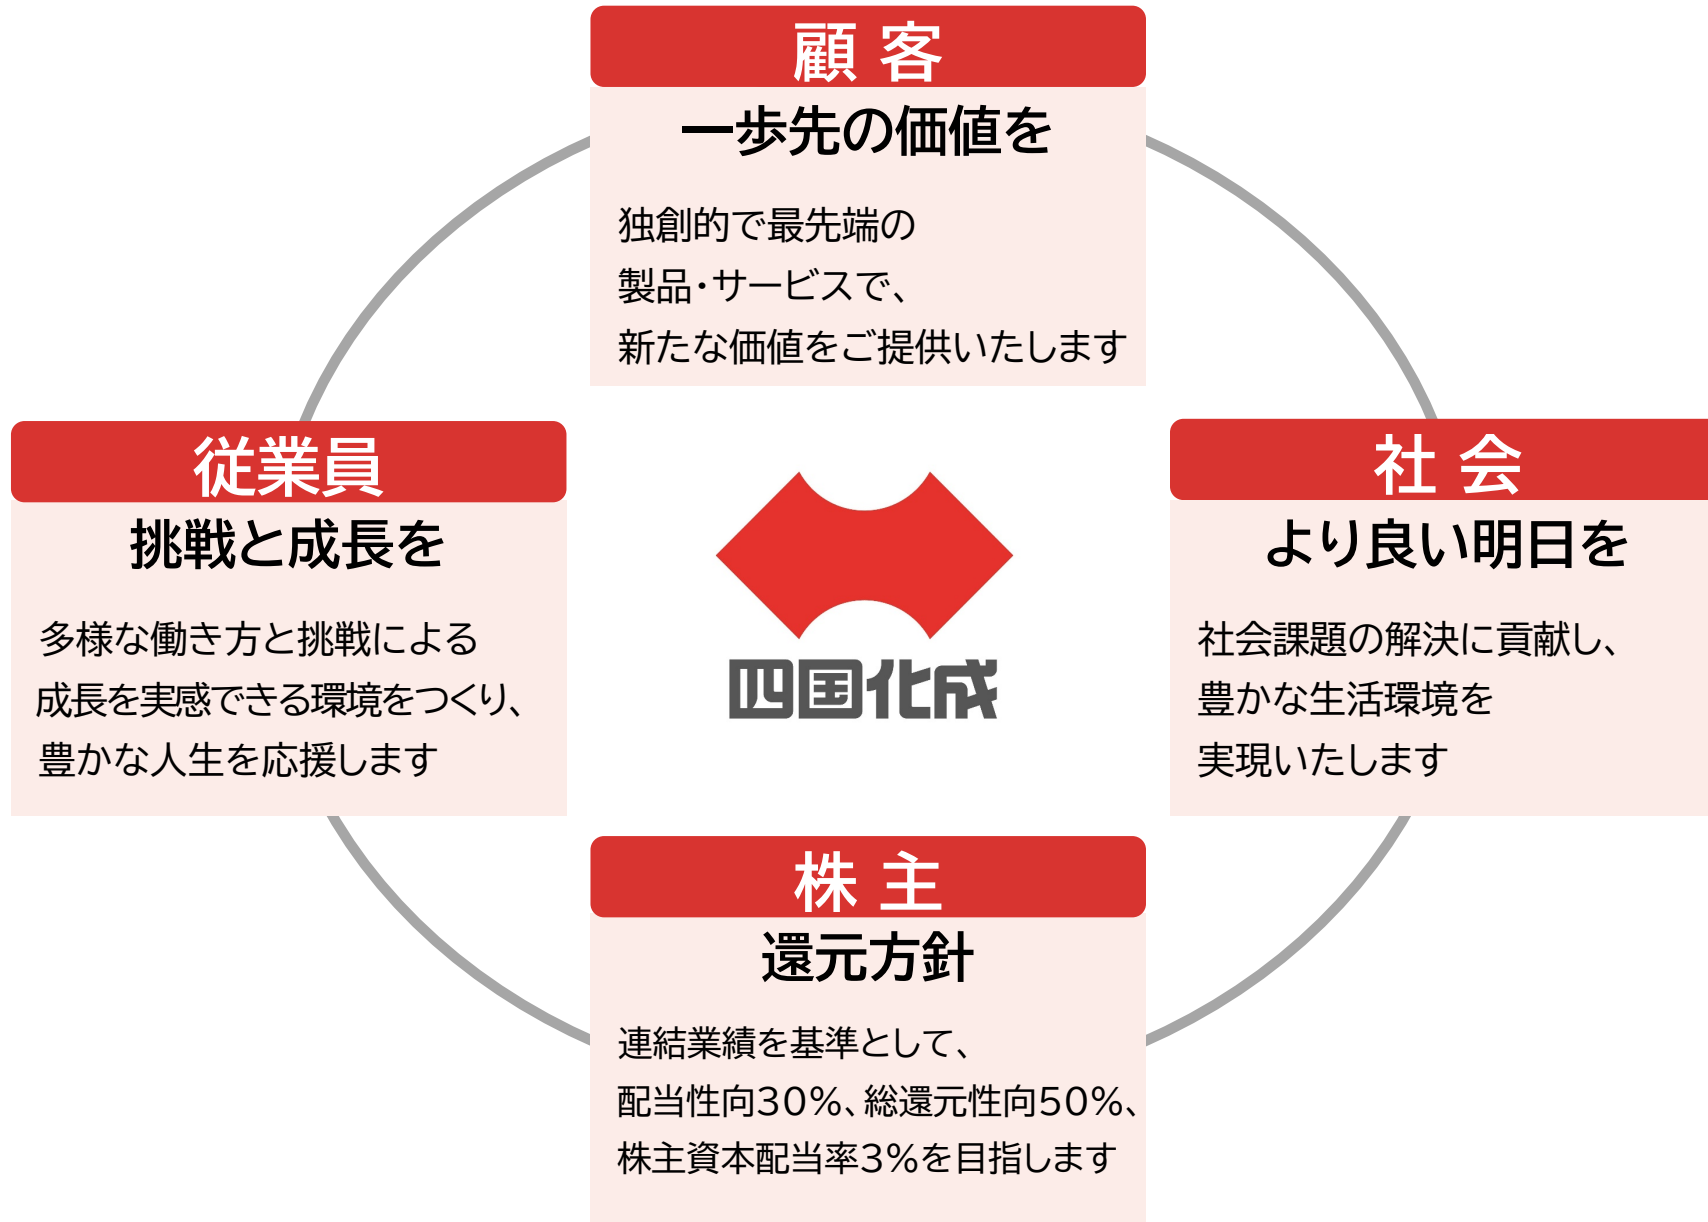 顧 客
一歩先の価値を
独創的で最先端の
製品・サービスで、
新たな価値をご提供いたします
従業員
挑戦と成長を
多様な働き方と挑戦による
成長を実感できる環境をつくり、
豊かな人生を応援します
四国化成
社 会
より良い明日を
社会課題の解決に貢献し、
豊かな生活環境を
実現いたします
株 主
還元方針
連結業績を基準として、
配当性向30％、総還元性向50％、
株主資本配当率3％を目指します